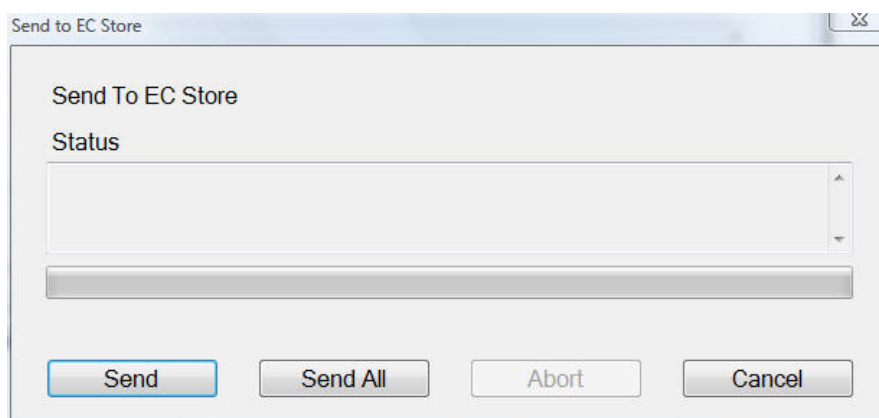 Send to EC Store
Send To EC Store
Status
Send Send All Abort Cancel